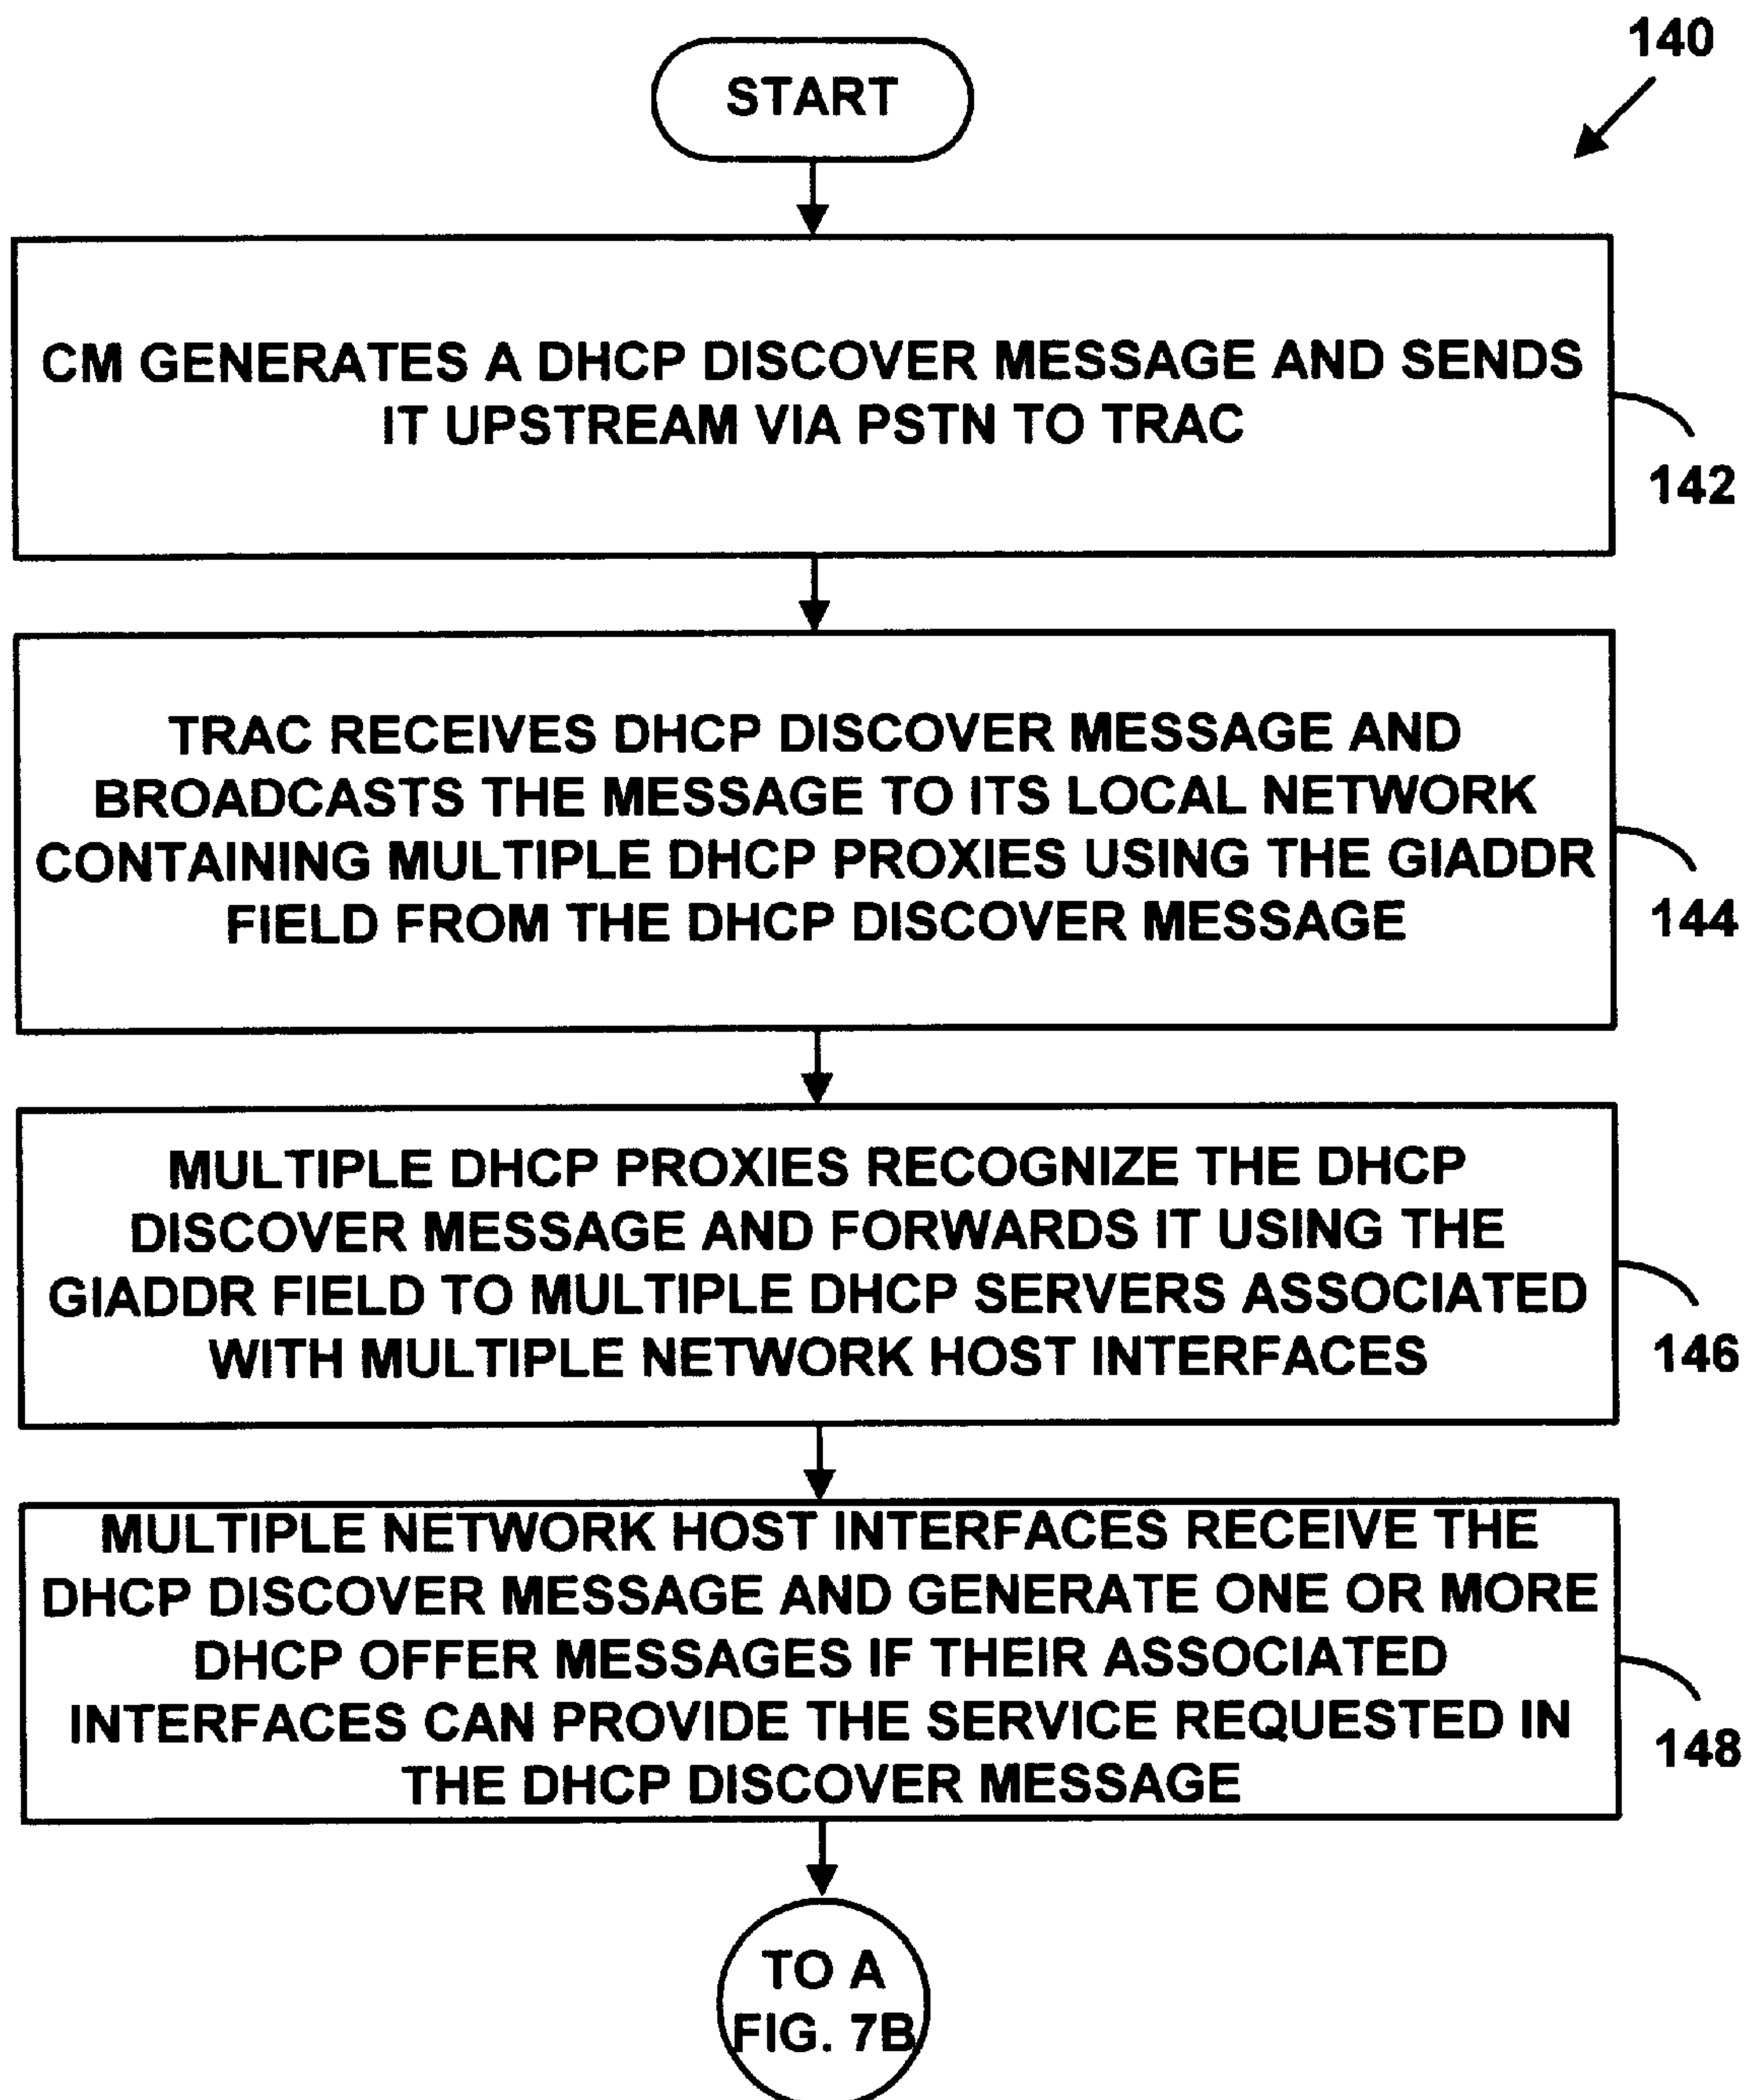 140
START
CM GENERATES A DHCP DISCOVER MESSAGE AND SENDS
IT UPSTREAM VIA PSTN TO TRAC
142
TRAC RECEIVES DHCP DISCOVER MESSAGE AND
BROADCASTS THE MESSAGE TO ITS LOCAL NETWORK
CONTAINING MULTIPLE DHCP PROXIES USING THE GIADDR
FIELD FROM THE DHCP DISCOVER MESSAGE
144
MULTIPLE DHCP PROXIES RECOGNIZE THE DHCP
DISCOVER MESSAGE AND FORWARDS IT USING THE
GIADDR FIELD TO MULTIPLE DHCP SERVERS ASSOCIATED
WITH MULTIPLE NETWORK HOST INTERFACES
146
MULTIPLE NETWORK HOST INTERFACES RECEIVE THE
DHCP DISCOVER MESSAGE AND GENERATE ONE OR MORE
DHCP OFFER MESSAGES IF THEIR ASSOCIATED
INTERFACES CAN PROVIDE THE SERVICE REQUESTED IN
THE DHCP DISCOVER MESSAGE
148
TO A
FIG. 7B